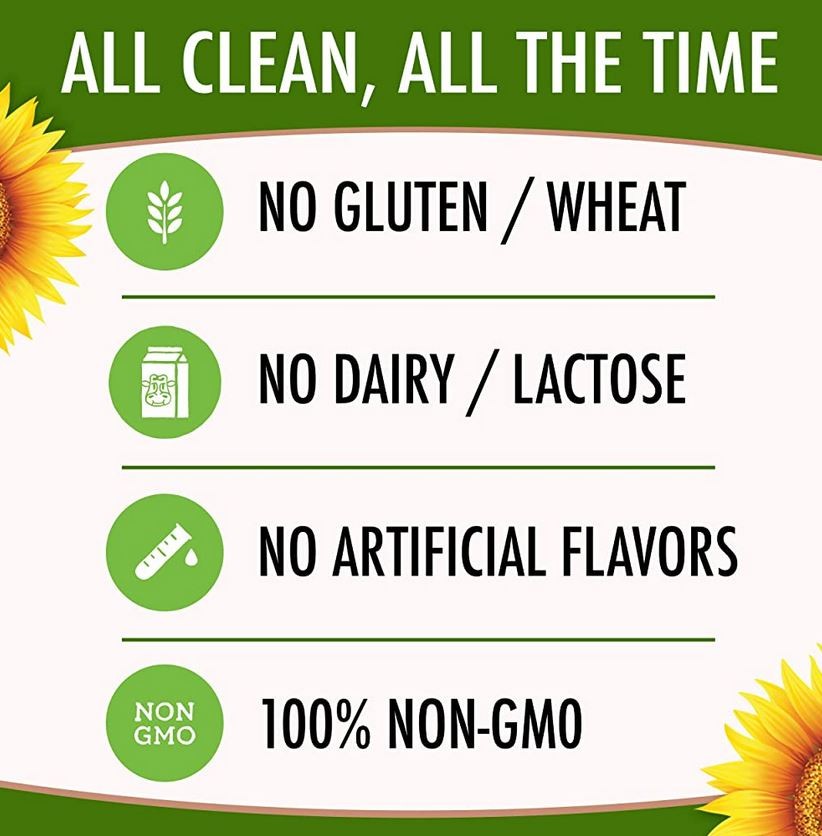 ALL CLEAN, ALL THE TIME
NO GLUTEN / WHEAT
NO DAIRY / LACTOSE
NO ARTIFICIAL FLAVORS
NON
GMO
100% NON-GMO